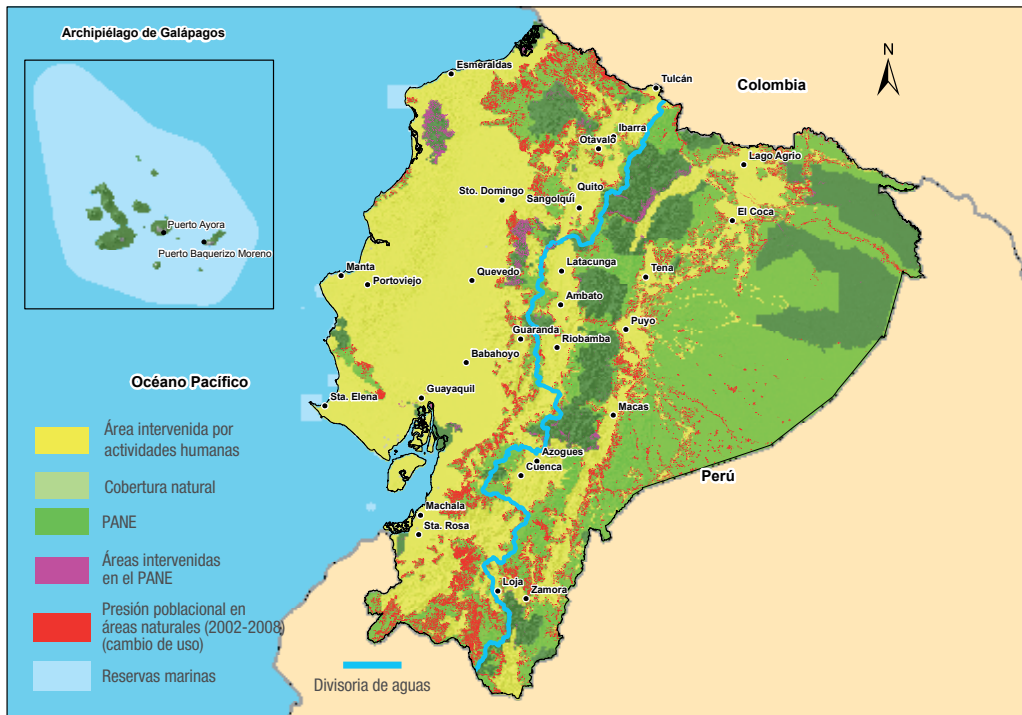 Archipiélago de Galápagos
Puerto Ayora
Puerto Baquerizo Moreno
N
Colombia
Perú
Océano Pacífico
Esmeraldas
Tulcán
Ibarra
Otavalo
Lago Agrio
Quito
Sto. Domingo
Sangolquí
El Coca
Latacunga
Tena
Manta
Portoviejo
Quevedo
Ambato
Puyo
Guaranda
Riobamba
Babahoyo
Sta. Elena
Guayaquil
Macas
Azogues
Cuenca
Machala
Sta. Rosa
Loja
Zamora
Área intervenida por
actividades humanas
Cobertura natural
PANE
Áreas intervenidas
en el PANE
Presión poblacional en
áreas naturales (2002-2008)
(cambio de uso)
Reservas marinas
Divisoria de aguas